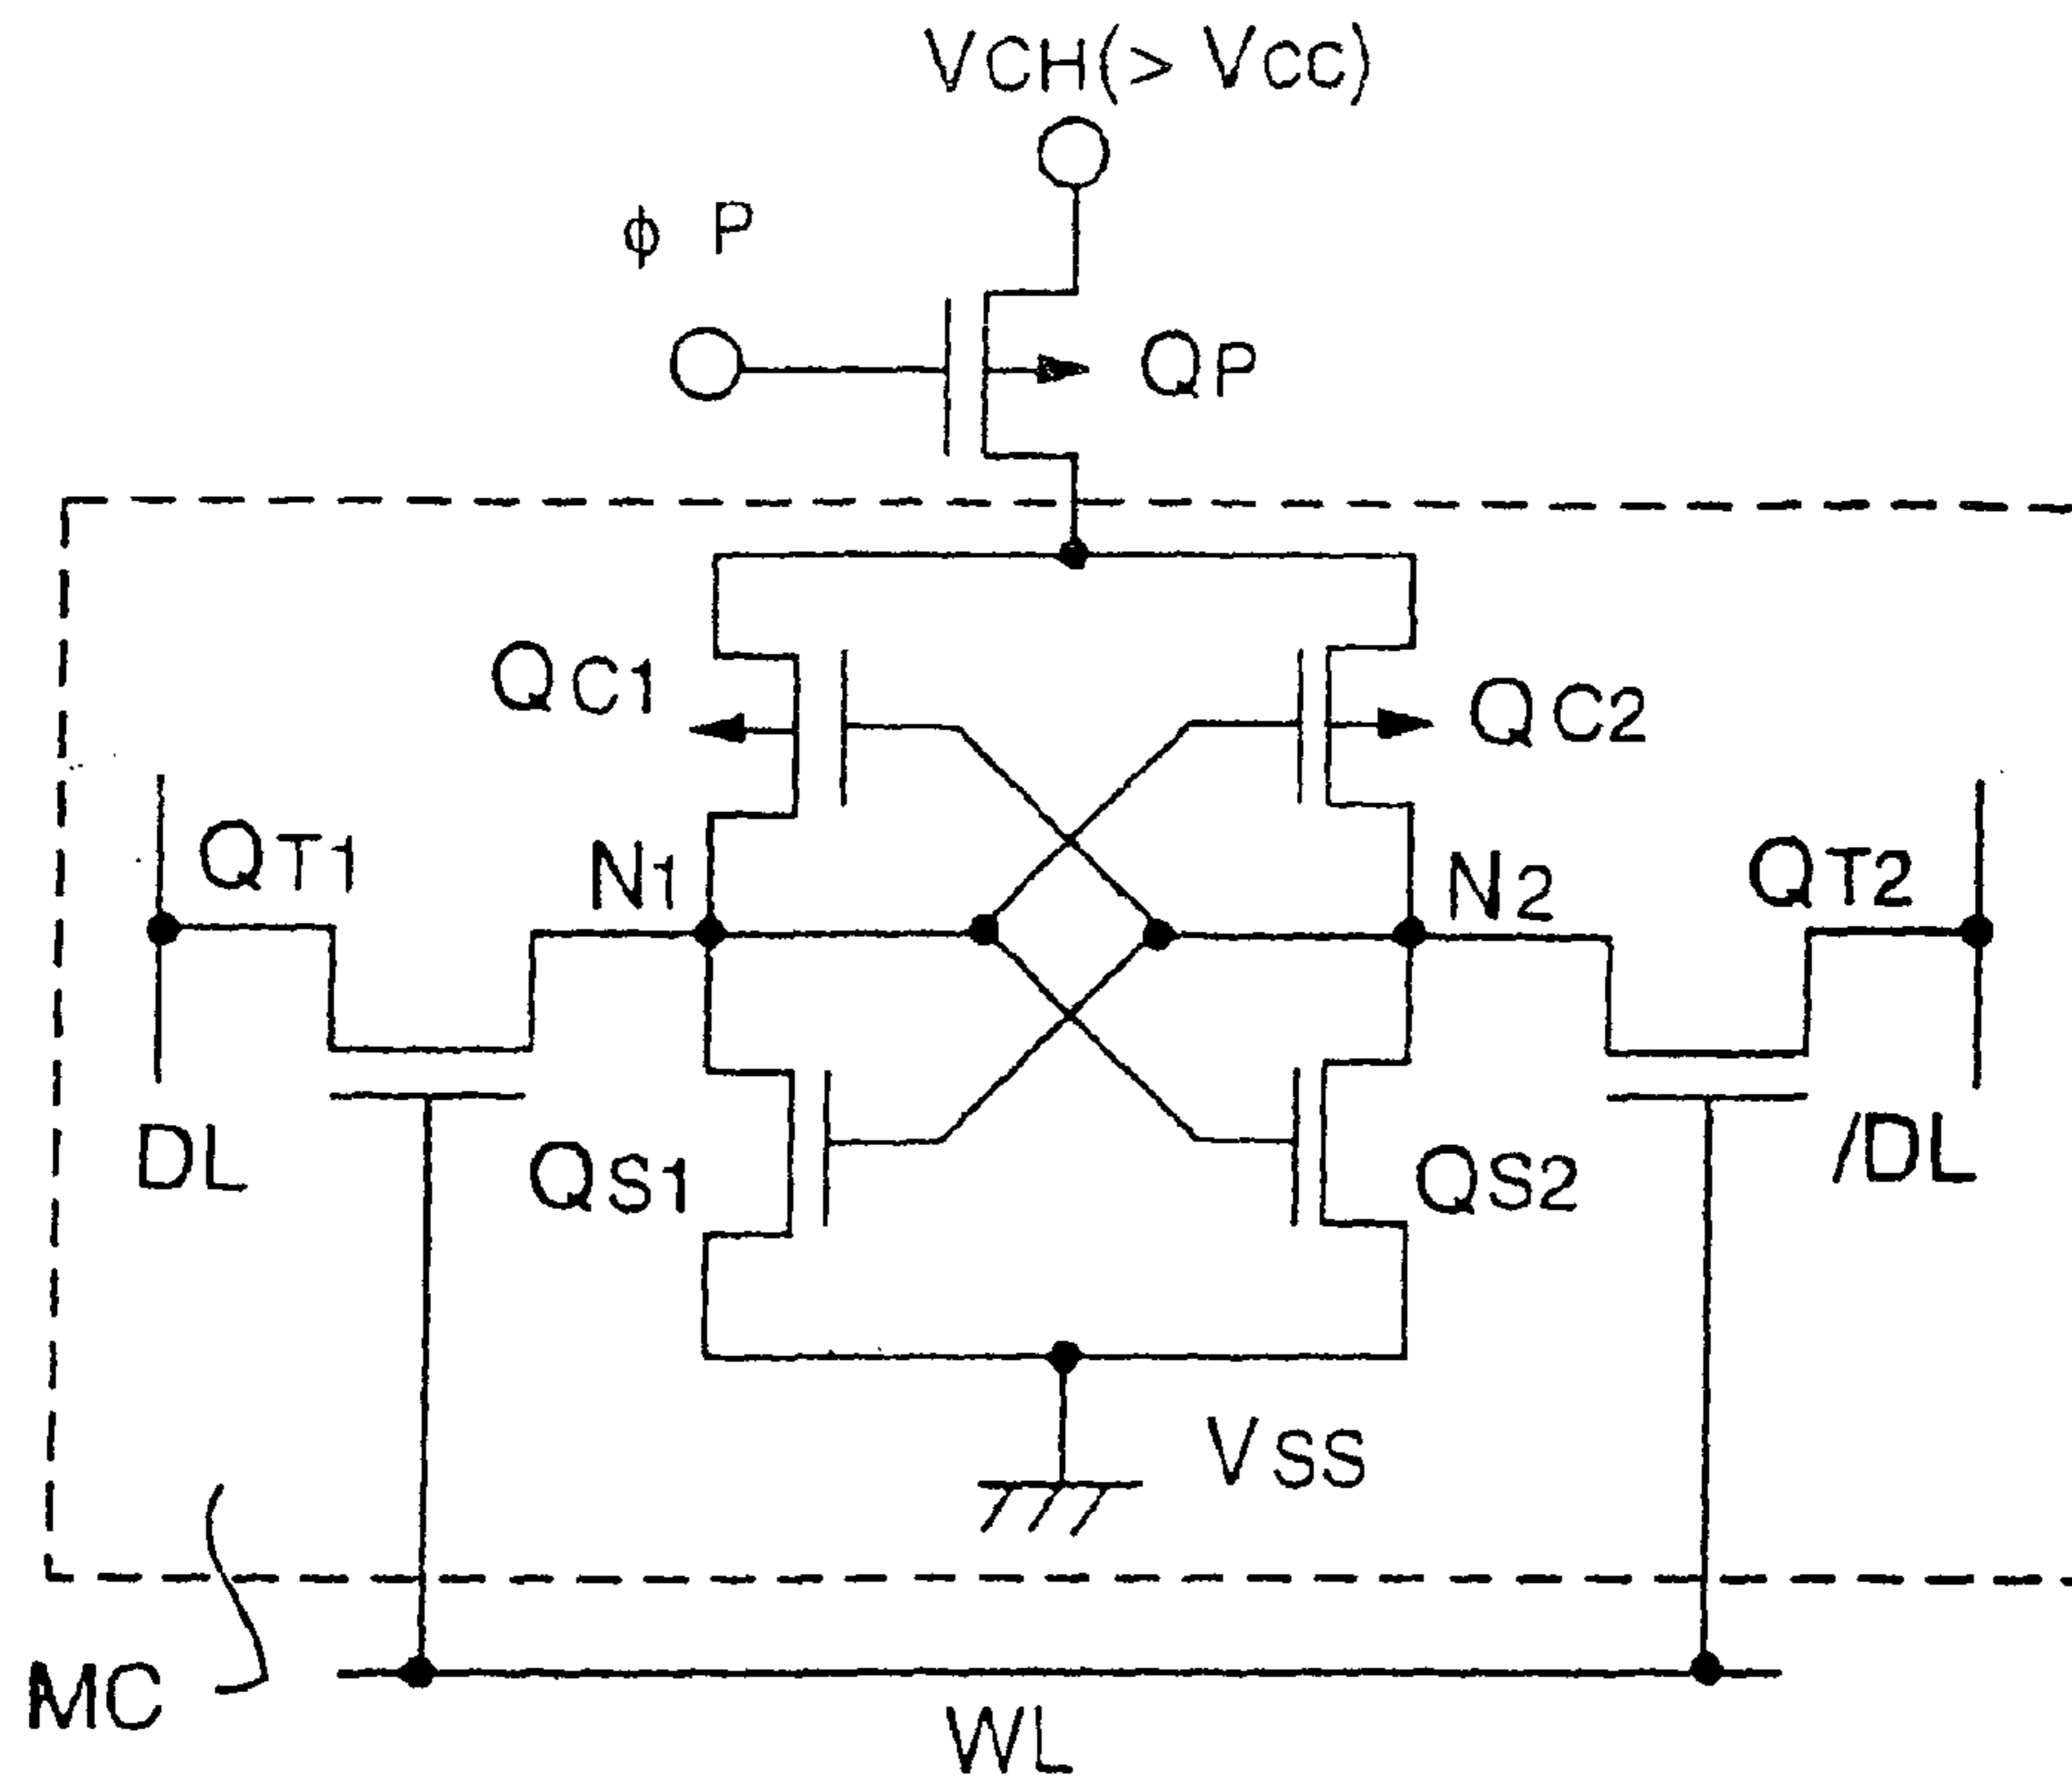 VCH(> VCC)
φ P
QP
QC1
QC2
QT1
N1
N2
QT2
DL
QS1
QS2
/DL
VSS
MC
WL